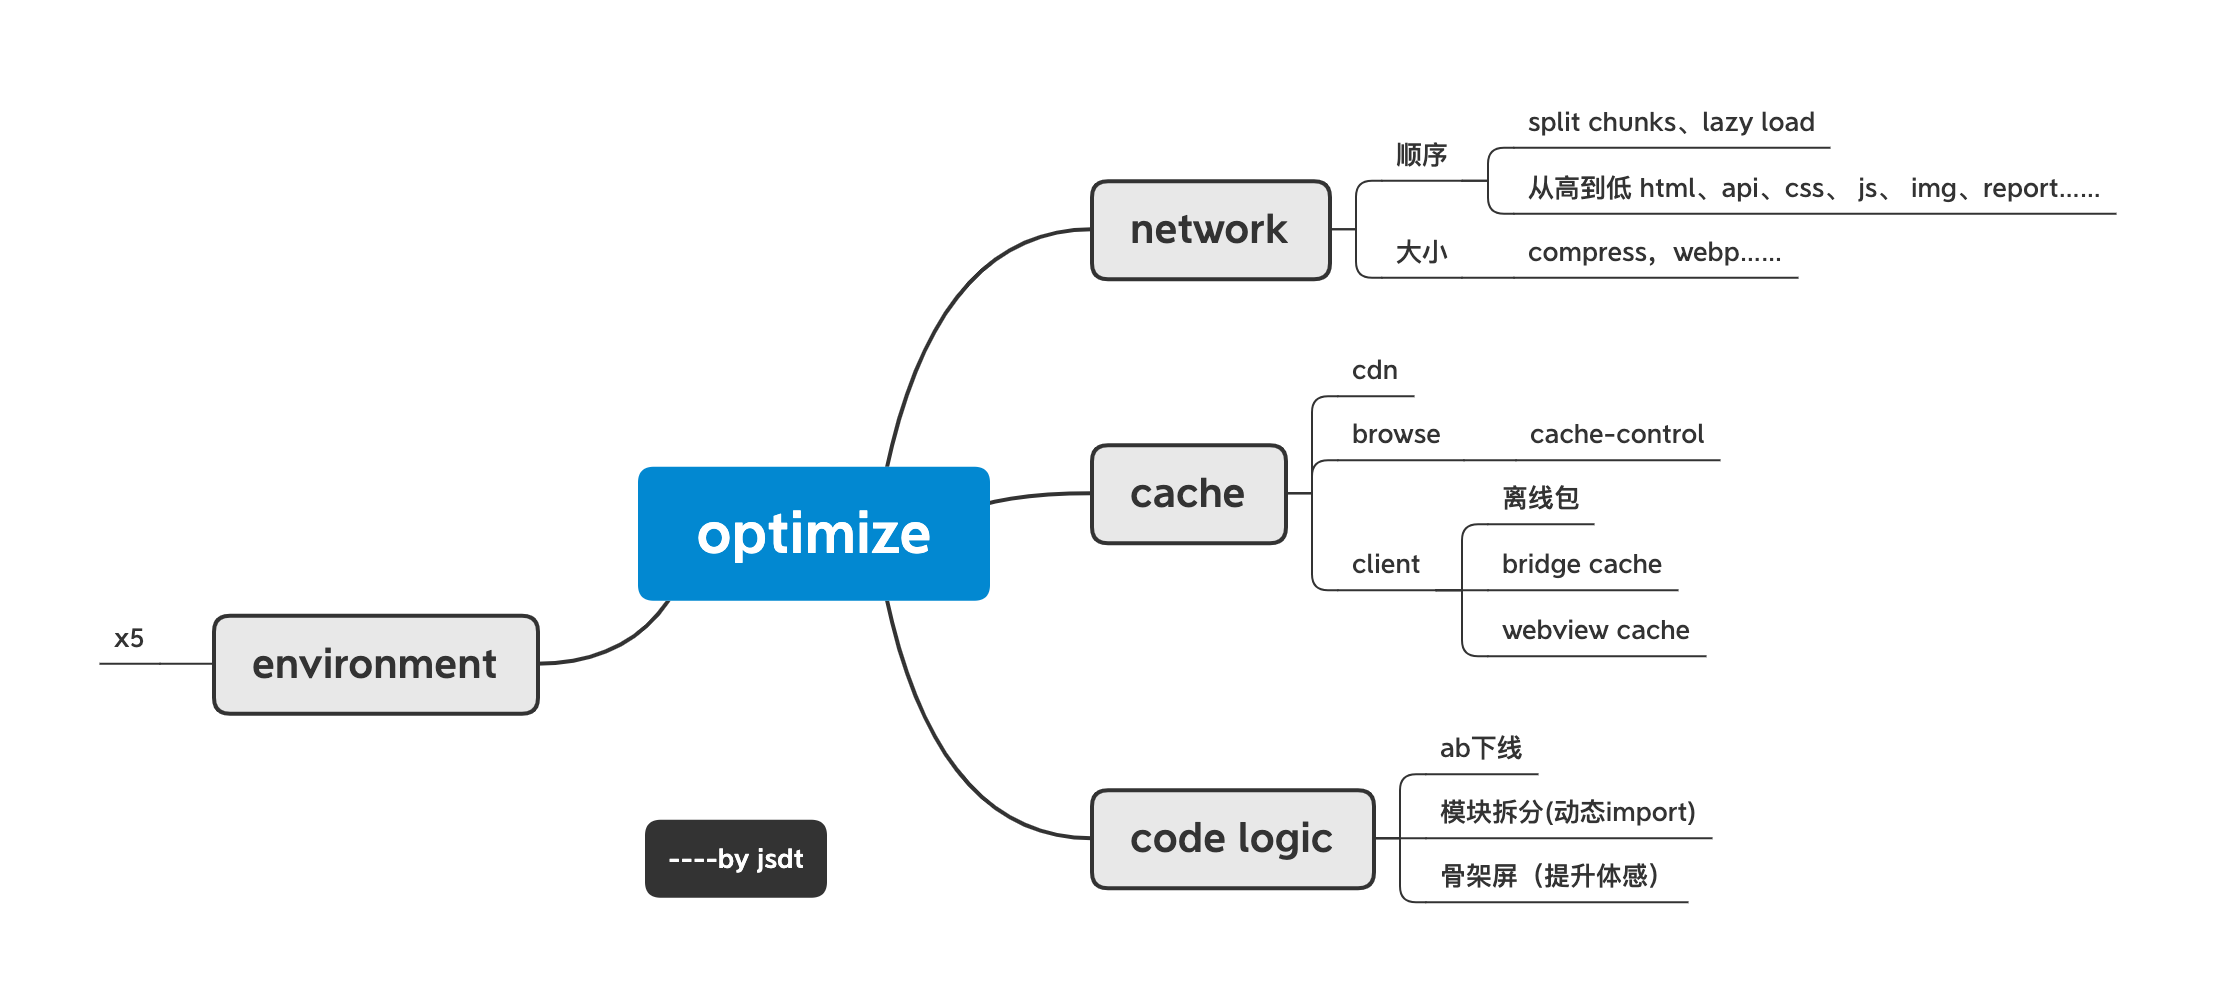 optimize
network
顺序
split chunks、lazy load
从高到低 html、api、css、 js、 img、report……
大小
compress，webp……
cache
cdn
browse
cache-control
client
离线包
bridge cache
webview cache
code logic
ab下线
模块拆分(动态import)
骨架屏（提升体感）
environment
x5
----by jsdt